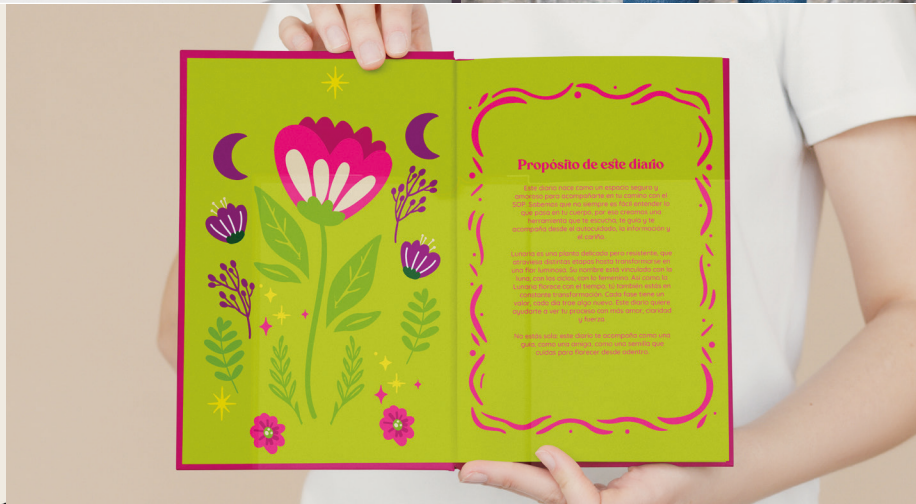 Propósito de este diario
Este diario nace como un espacio seguro y
amoroso para acompañarte en tu camino con el
SOP. Sabemos que no siempre es fácil entender lo
que pasa en tu cuerpo, por eso creamos una
herramienta que te escucha, te guía y te
acompaña desde el autocuidado, la información y
el cariño.
Lunaria es una planta delicada pero resistente, que
atraviesa distintas etapas hasta transformarse en
una flor luminosa. Su nombre está vinculado con la
luna, con los ciclos, con lo femenino. Así como la
Lunaria florece con el tiempo, tú también estás en
constante transformación. Cada fase tiene un
valor, cada día trae algo nuevo. Este diario quiere
ayudarte a ver tu proceso con más amor, claridad
y fuerza.
No estás sola: este diario te acompaña como una
guía, como una amiga, como una semilla que
cuidas para florecer desde adentro.